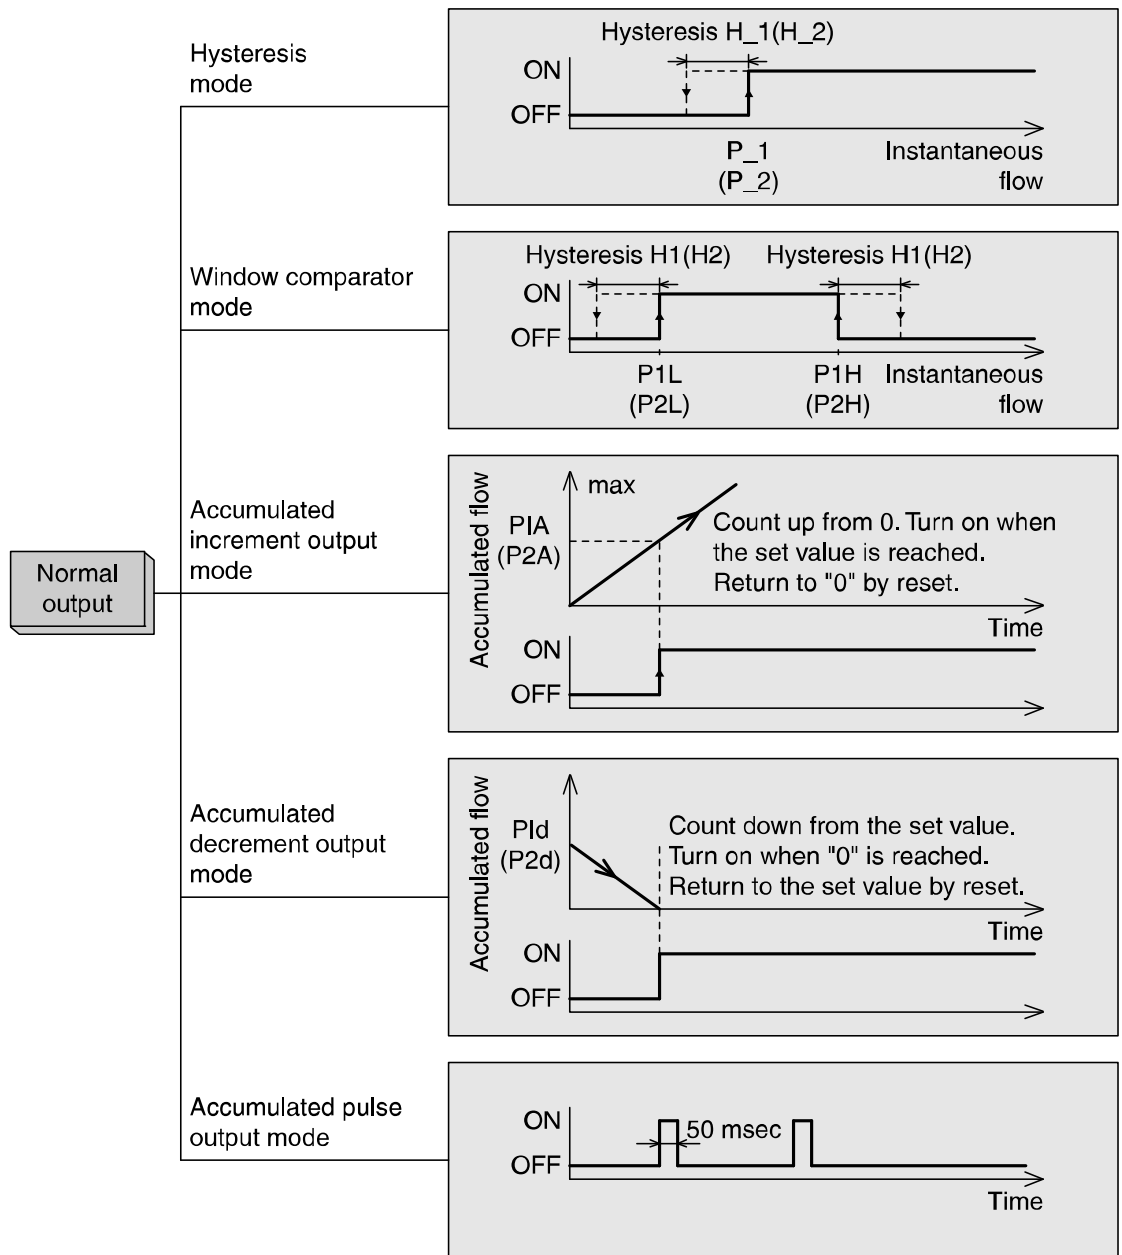 Normal
output
Hysteresis
mode
Hysteresis H_1(H_2)
ON
OFF
P_1
(P_2)
Instantaneous
flow
Window comparator
mode
Hysteresis H1(H2) Hysteresis H1(H2)
ON
OFF
P1L
(P2L)
P1H
(P2H)
Instantaneous
flow
Accumulated
increment output
mode
Accumulated flow
max
PIA
(P2A)
Count up from 0. Turn on when
the set value is reached.
Return to "0" by reset.
Time
ON
OFF
Accumulated
decrement output
mode
Accumulated flow
PId
(P2d)
Count down from the set value.
Turn on when "0" is reached.
Return to the set value by reset.
Time
ON
OFF
Accumulated pulse
output mode
ON
OFF
50 msec
Time